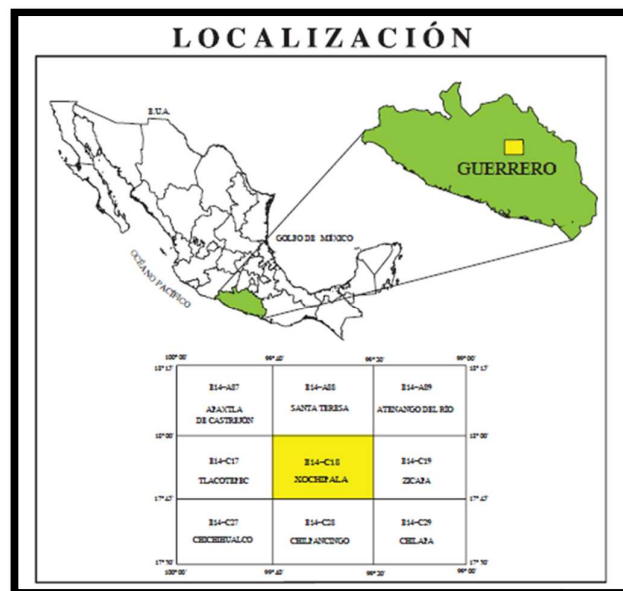 LOCALIZACIÓN
E.U.A.
GUERRERO
GOLFO DE MÉXICO
OCÉANO PACÍFICO
100° 00'
99° 40'
99° 20'
99° 00'
18° 15'
18° 15'
E14-A87
APAXTLA
DE CASTREJÓN
E14-A88
SANTA TERESA
E14-A89
ATENANGO DEL RÍO
18° 00'
18° 00'
E14-C17
TLACOTEPEC
E14-C18
XOCHIPALA
E14-C19
ZICAPA
17° 45'
17° 45'
E14-C27
CHICHIHUALCO
E14-C28
CHILPANCINGO
E14-C29
CHILAPA
17° 30'
17° 30'
100° 00'
99° 40'
99° 20'
99° 00'